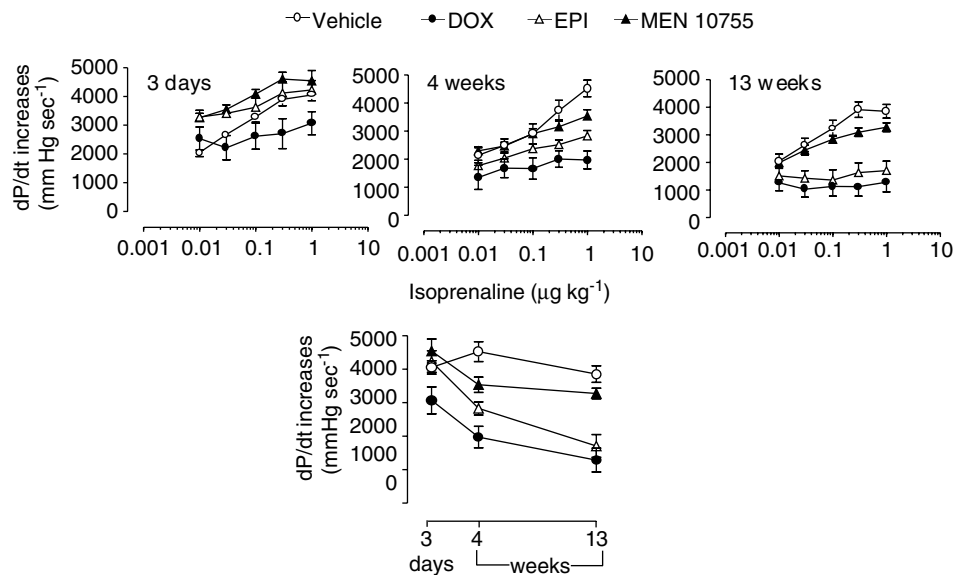 Vehicle DOX EPI MEN 10755
dP/dt increases
(mm Hg sec-1)
5000
4000
3000
2000
1000
0
3 days
0.001 0.01 0.1 1 10
5000
4000
3000
2000
1000
0
4 weeks
0.001 0.01 0.1 1 10
5000
4000
3000
2000
1000
0
13 weeks
0.001 0.01 0.1 1 10
Isoprenaline (μg kg-1)
dP/dt increases
(mmHg sec-1)
5000
4000
3000
2000
1000
0
3 4 13
days weeks